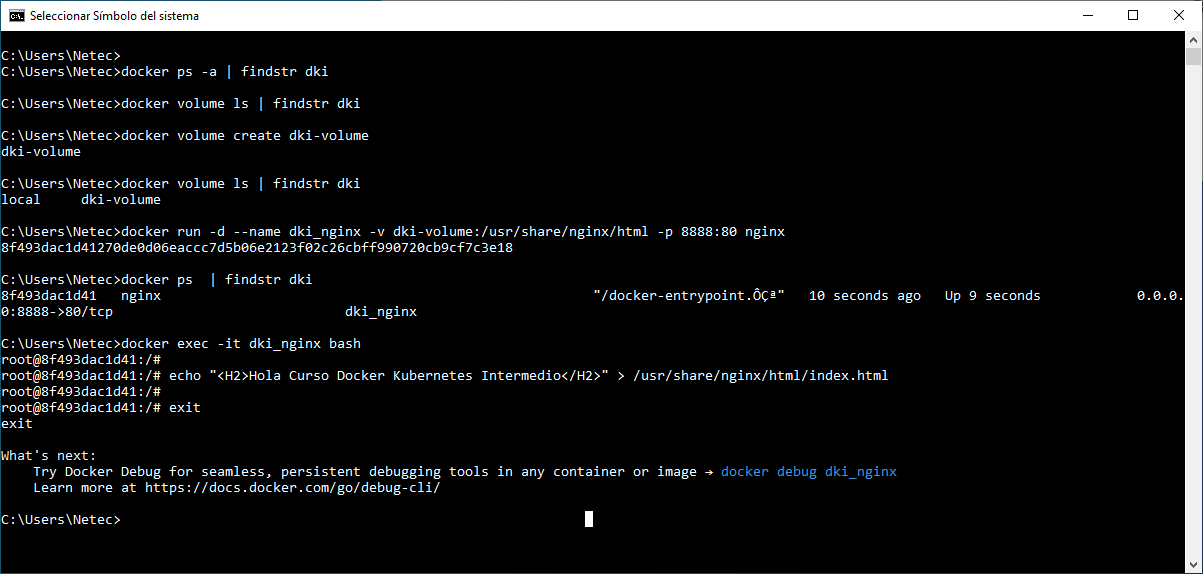 Seleccionar Símbolo del sistema
C:\Users\Netec>
C:\Users\Netec>docker ps -a | findstr dki
C:\Users\Netec>docker volume ls | findstr dki
C:\Users\Netec>docker volume create dki-volume
dki-volume
C:\Users\Netec>docker volume ls | findstr dki
local     dki-volume
C:\Users\Netec>docker run -d --name dki_nginx -v dki-volume:/usr/share/nginx/html -p 8888:80 nginx
8f493dac1d41270de0d06eaccc7d5b06e2123f02c26cbff990720cb9cf7c3e18
C:\Users\Netec>docker ps  | findstr dki
8f493dac1d41   nginx                                                      "/docker-entrypoint.ÔÇª"   10 seconds ago   Up 9 seconds            0.0.0.
0:8888->80/tcp                             dki_nginx
C:\Users\Netec>docker exec -it dki_nginx bash
root@8f493dac1d41:/#
root@8f493dac1d41:/# echo "<H2>Hola Curso Docker Kubernetes Intermedio</H2>" > /usr/share/nginx/html/index.html
root@8f493dac1d41:/#
root@8f493dac1d41:/# exit
exit
What's next:
    Try Docker Debug for seamless, persistent debugging tools in any container or image → docker debug dki_nginx
    Learn more at https://docs.docker.com/go/debug-cli/
C:\Users\Netec>